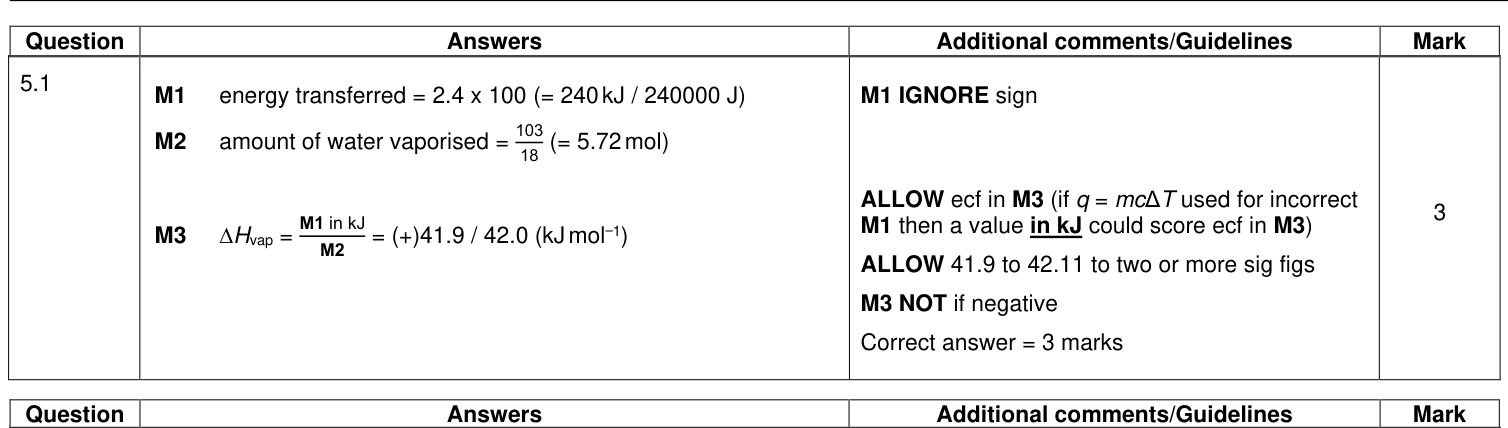 Question Answers Additional comments/Guidelines Mark
5.1
M1 energy transferred = 2.4 x 100 (= 240 kJ / 240000 J)
M1 IGNORE sign
M2 amount of water vaporised = 103/18 (= 5.72 mol)
M3 ΔHvap = M1 in kJ/M2 = (+)41.9 / 42.0 (kJ mol⁻¹)
ALLOW ecf in M3 (if q = mcΔT used for incorrect
M1 then a value in kJ could score ecf in M3)
ALLOW 41.9 to 42.11 to two or more sig figs
M3 NOT if negative
Correct answer = 3 marks
3
Question Answers Additional comments/Guidelines Mark